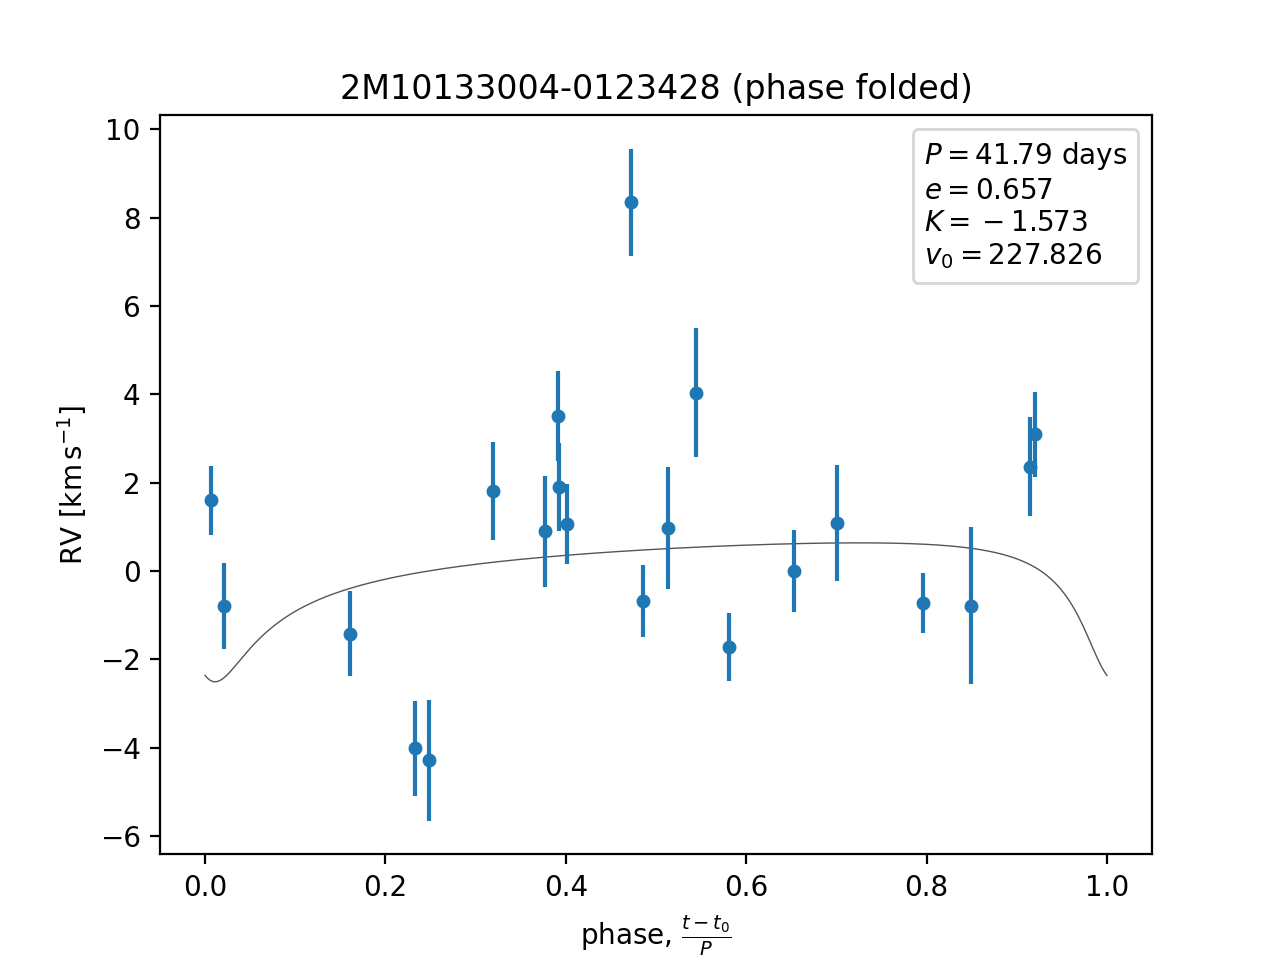 2M10133004-0123428 (phase folded)
P = 41.79 days
e = 0.657
K = −1.573
v₀ = 227.826
RV [km s⁻¹]
10
8
6
4
2
0
−2
−4
−6
0.0 0.2 0.4 0.6 0.8 1.0
phase, (t − t₀)/P